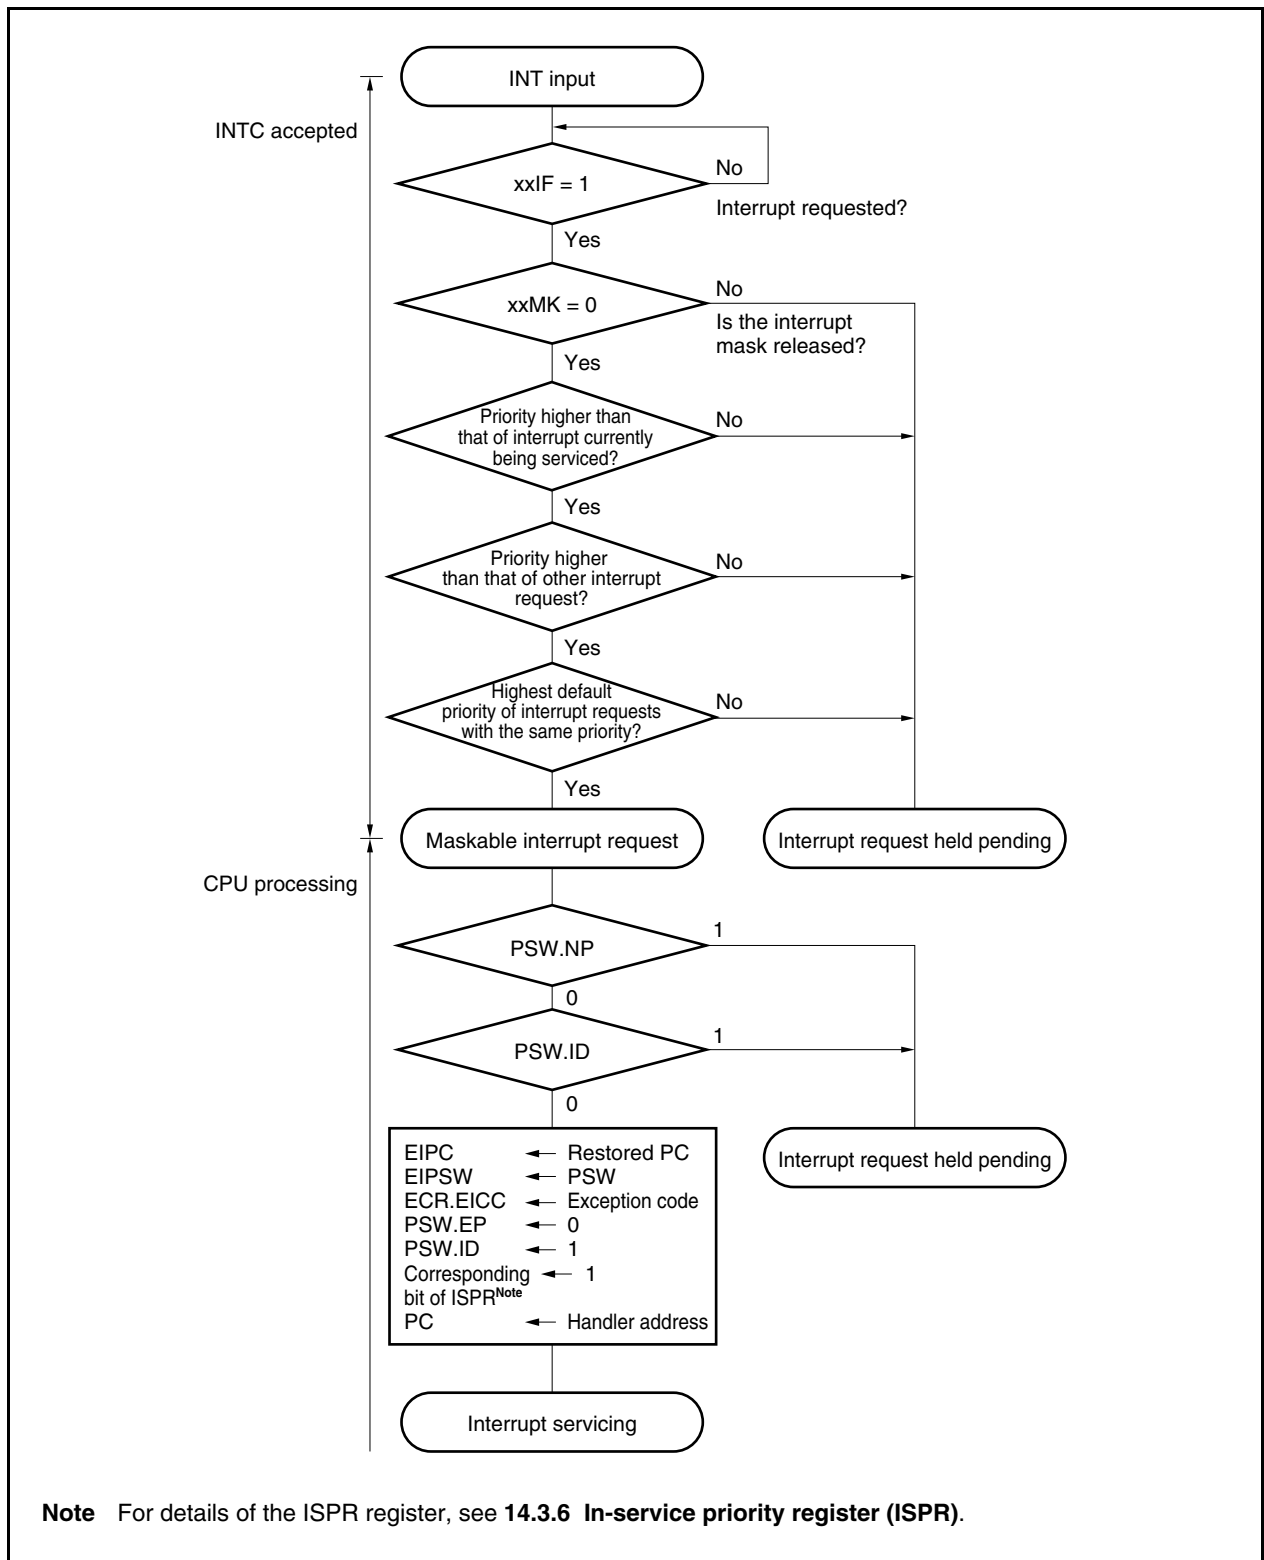 INT input
INTC accepted
xxIF = 1
No
Interrupt requested?
Yes
xxMK = 0
No
Is the interrupt
mask released?
Yes
Priority higher than
that of interrupt currently
being serviced?
No
Yes
Priority higher
than that of other interrupt
request?
No
Yes
Highest default
priority of interrupt requests
with the same priority?
No
Yes
Maskable interrupt request
Interrupt request held pending
CPU processing
PSW.NP
1
0
PSW.ID
1
0
EIPC ← Restored PC
EIPSW ← PSW
ECR.EICC ← Exception code
PSW.EP ← 0
PSW.ID ← 1
Corresponding ← 1
bit of ISPRNote
PC ← Handler address
Interrupt request held pending
Interrupt servicing
Note For details of the ISPR register, see 14.3.6 In-service priority register (ISPR).